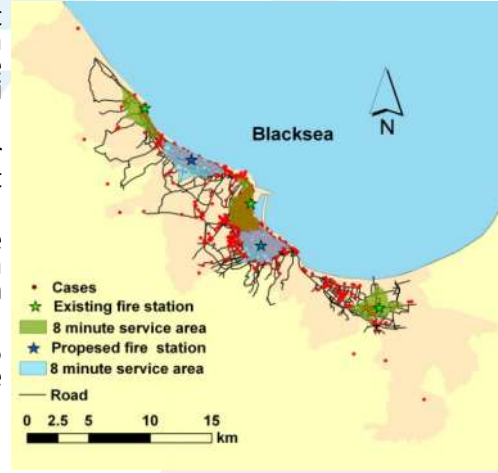 Blacksea
N
Cases
Existing fire station
8 minute service area
Propesed fire station
8 minute service area
Road
0 2.5 5 10 15
km